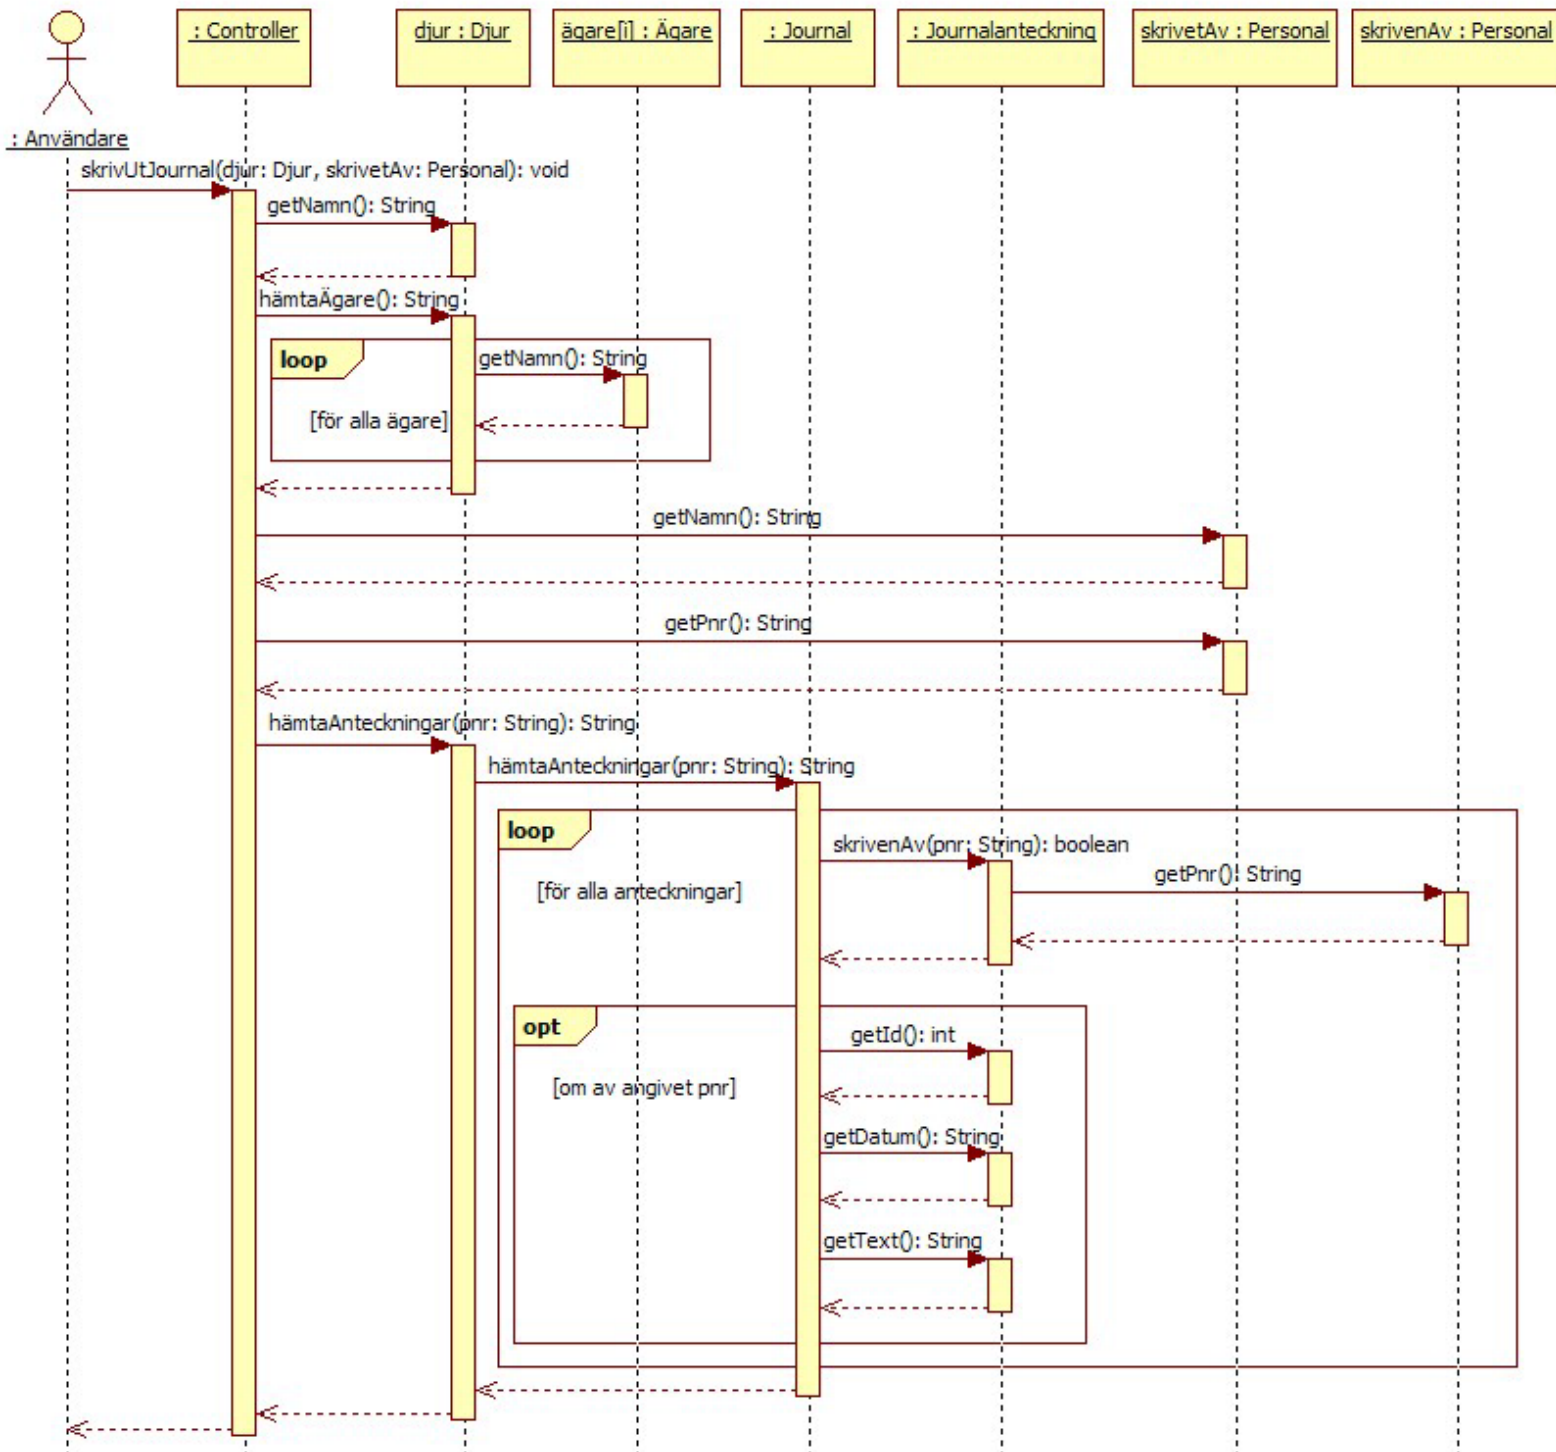 : Controller
djur : Djur
ägare[i] : Ägare
: Journal
: Journalanteckning
skrivetAv : Personal
skrivenAv : Personal
: Användare
skrivUtJournal(djur: Djur, skrivetAv: Personal): void
getNamn(): String
hämtaÄgare(): String
loop
getNamn(): String
[för alla ägare]
getNamn(): String
getPnr(): String
hämtaAnteckningar(pnr: String): String
hämtaAnteckningar(pnr: String): String
loop
skrivenAv(pnr: String): boolean
getPnr(): String
[för alla anteckningar]
opt
getId(): int
[om av angivet pnr]
getDatum(): String
getText(): String